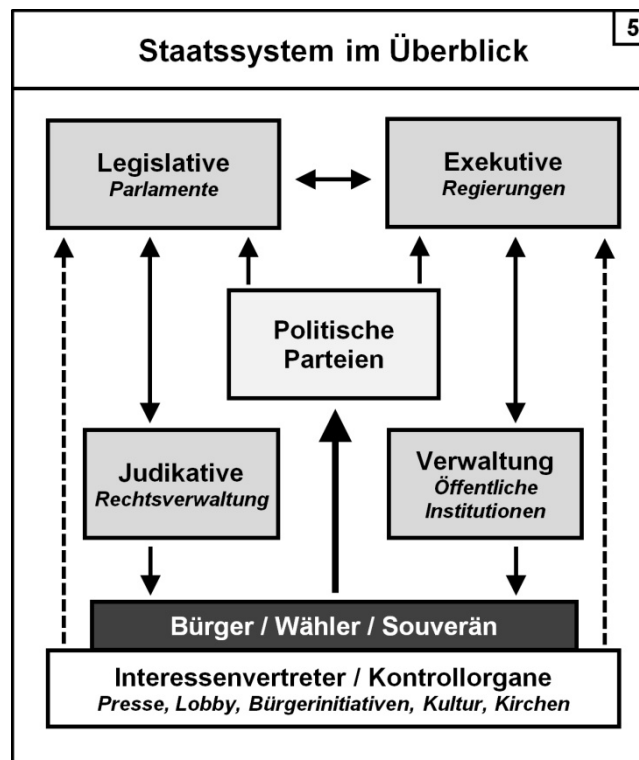 5
Staatssystem im Überblick
Legislative
Parlamente
Exekutive
Regierungen
Politische
Parteien
Judikative
Rechtsverwaltung
Verwaltung
Öffentliche
Institutionen
Bürger / Wähler / Souverän
Interessenvertreter / Kontrollorgane
Presse, Lobby, Bürgerinitiativen, Kultur, Kirchen